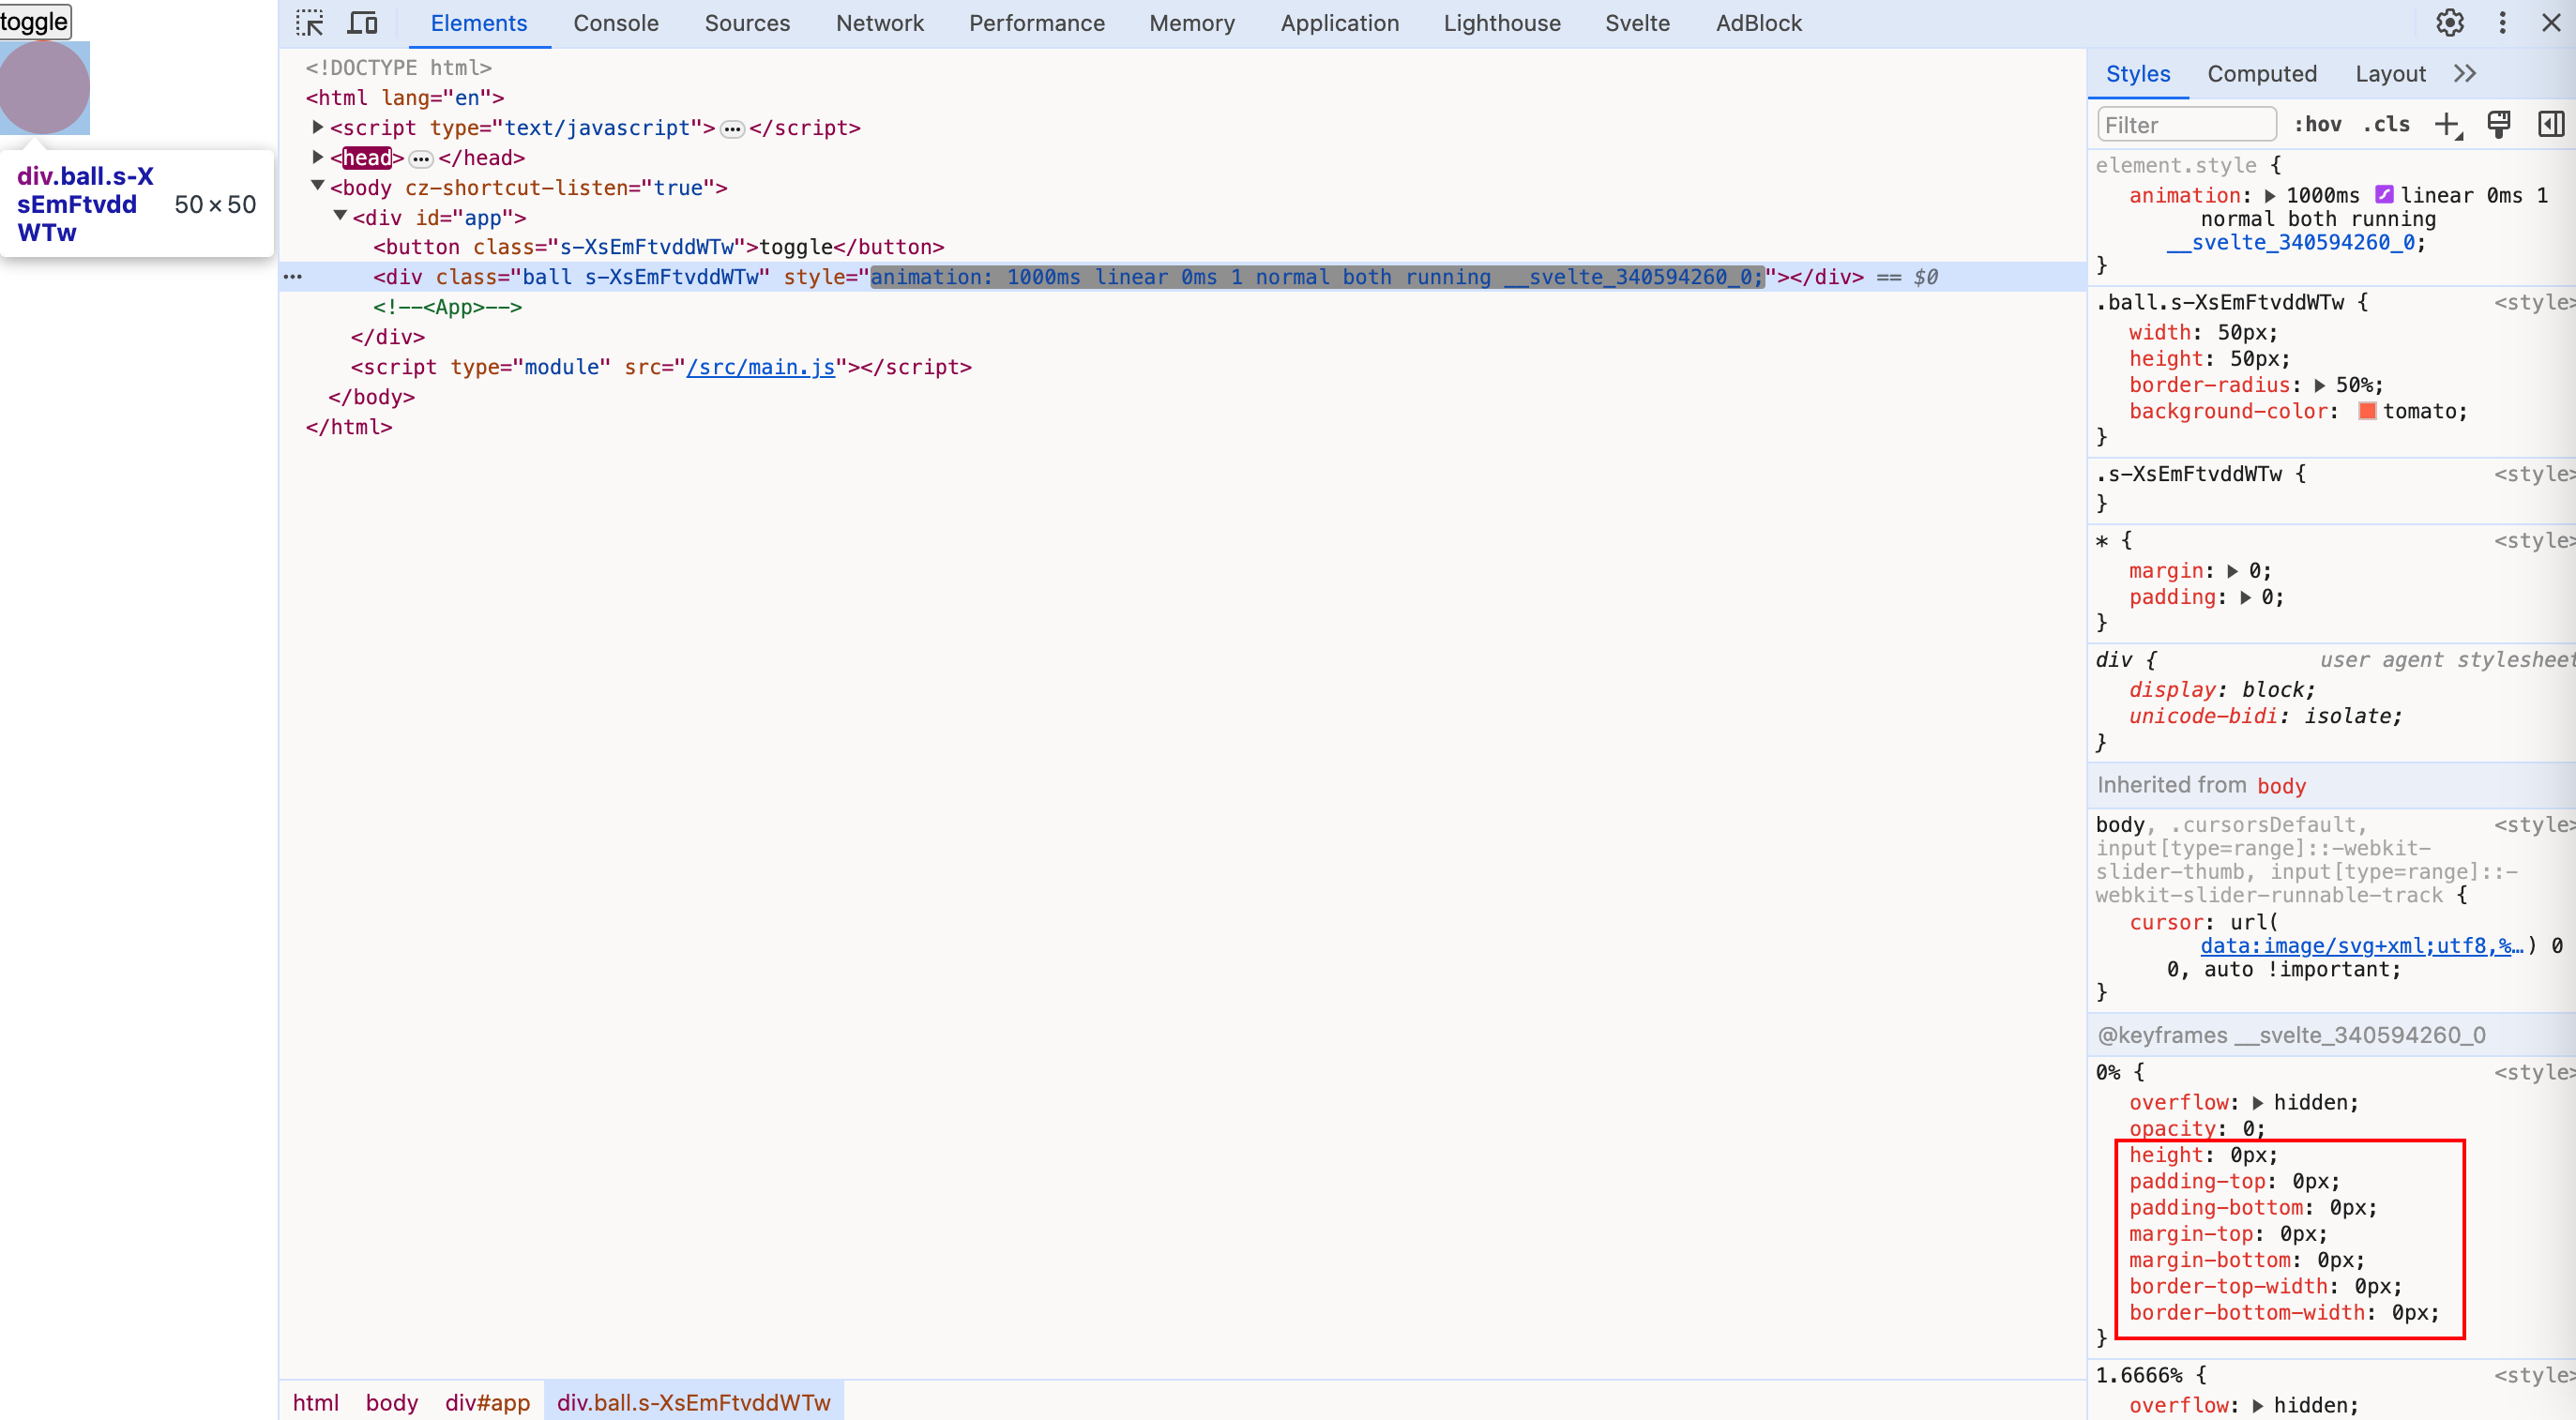 toggle
div.ball.s-X
sEmFtvdd
WTw
50 × 50
Elements Console Sources Network Performance Memory Application Lighthouse Svelte AdBlock
<!DOCTYPE html>
<html lang="en">
<script type="text/javascript">…</script>
<head>…</head>
<body cz-shortcut-listen="true">
<div id="app">
<button class="s-XsEmFtvddWTw">toggle</button>
<div class="ball s-XsEmFtvddWTw" style="animation: 1000ms linear 0ms 1 normal both running __svelte_340594260_0;"></div> == $0
<!--<App>-->
</div>
<script type="module" src="/src/main.js"></script>
</body>
</html>
html body div#app div.ball.s-XsEmFtvddWTw
Styles Computed Layout
Filter :hov .cls
element.style {
animation: 1000ms linear 0ms 1
normal both running
__svelte_340594260_0;
}
.ball.s-XsEmFtvddWTw { <style>
width: 50px;
height: 50px;
border-radius: 50%;
background-color: tomato;
}
.s-XsEmFtvddWTw { <style>
}
* { <style>
margin: 0;
padding: 0;
}
div { user agent stylesheet
display: block;
unicode-bidi: isolate;
}
Inherited from body
body, .cursorsDefault, <style>
input[type=range]::-webkit-
slider-thumb, input[type=range]::-
webkit-slider-runnable-track {
cursor: url(
data:image/svg+xml;utf8,%…) 0
0, auto !important;
}
@keyframes __svelte_340594260_0
0% { <style>
overflow: hidden;
opacity: 0;
height: 0px;
padding-top: 0px;
padding-bottom: 0px;
margin-top: 0px;
margin-bottom: 0px;
border-top-width: 0px;
border-bottom-width: 0px;
}
1.6666% { <style>
overflow: hidden;